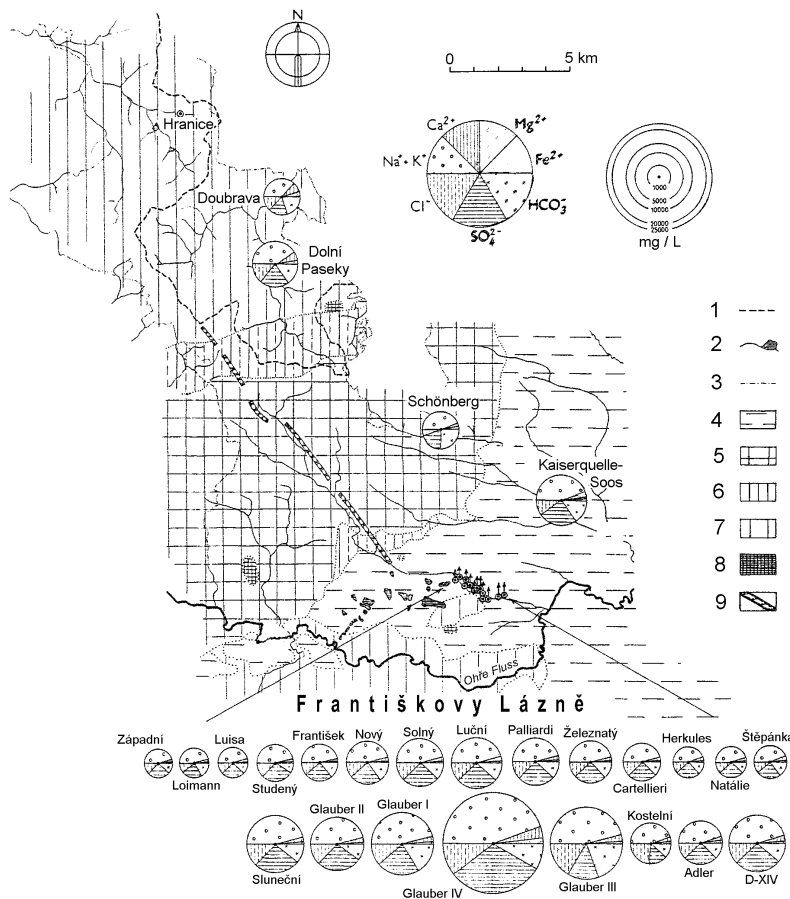 N
0 5 km
Hranice
Ca2+ Mg2+
Na+ + K+ Fe2+
Cl- HCO3-
SO4 2-
1000
5000
10000
20000
25000
mg / L
Doubrava
Dolní
Paseky
1
2
3
4
5
6
7
8
9
Schönberg
Kaiserquelle-
Soos
Ohře Fluss
Františkovy Lázně
Západní Luisa František Nový Solný Luční Palliardi Železnatý Herkules Štěpánka
Loimann Studený Cartellieri Natálie
Glauber II Glauber I Kostelní
Sluneční Glauber IV Glauber III Adler D-XIV